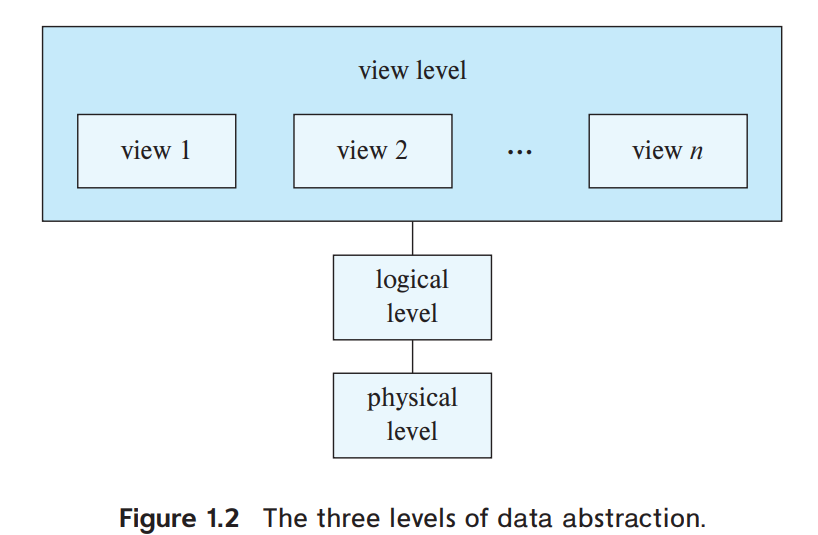 view level
view 1
view 2
...
view n
logical
level
physical
level
Figure 1.2 The three levels of data abstraction.